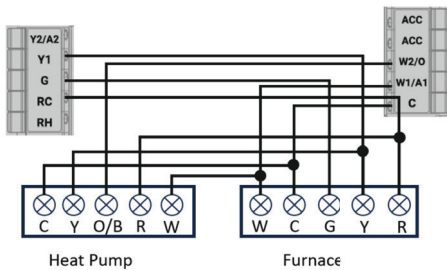 Y2/A2
Y1
G
RC
RH
ACC
ACC
W2/O
W1/A1
C
C Y O/B R W
W C G Y R
Heat Pump
Furnace